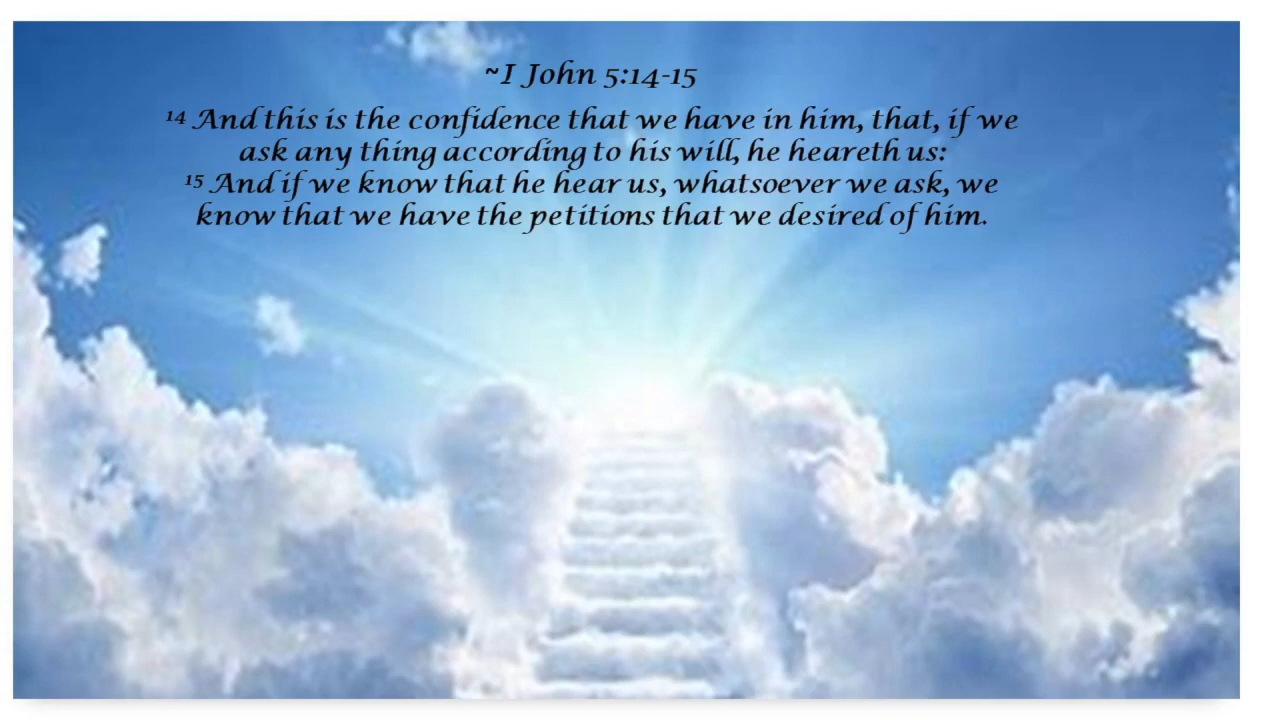 ~I John 5:14-15
¹⁴ And this is the confidence that we have in him, that, if we
ask any thing according to his will, he heareth us:
¹⁵ And if we know that he hear us, whatsoever we ask, we
know that we have the petitions that we desired of him.